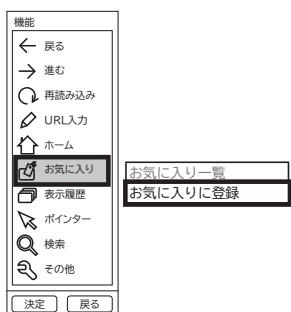 機能
戻る
進む
再読み込み
URL入力
ホーム
お気に入り
お気に入り一覧
お気に入りに登録
表示履歴
ポインター
検索
その他
決定 戻る